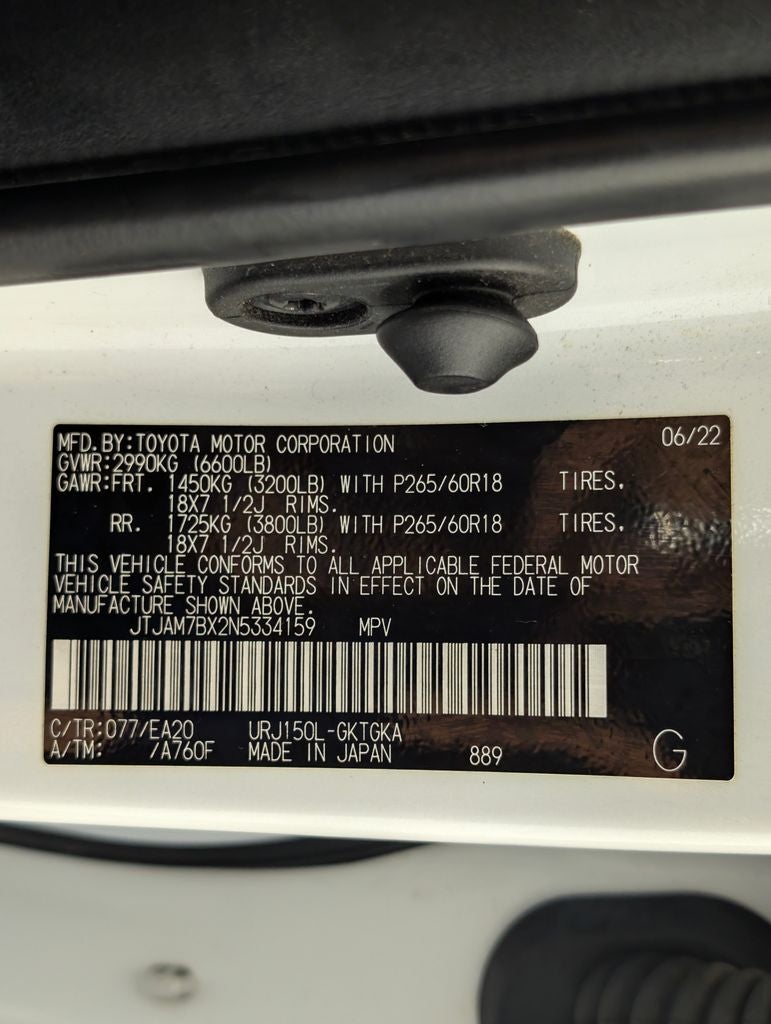 MFD.BY:TOYOTA MOTOR CORPORATION 06/22
GVWR:2990KG (6600LB)
GAWR:FRT. 1450KG (3200LB) WITH P265/60R18 TIRES.
18X7 1/2J RIMS.
RR. 1725KG (3800LB) WITH P265/60R18 TIRES.
18X7 1/2J RIMS.
THIS VEHICLE CONFORMS TO ALL APPLICABLE FEDERAL MOTOR
VEHICLE SAFETY STANDARDS IN EFFECT ON THE DATE OF
MANUFACTURE SHOWN ABOVE.
JTJAM7BX2N5334159 MPV
C/TR:077/EA20 URJ150L-GKTGKA
A/TM: /A760F MADE IN JAPAN 889 G